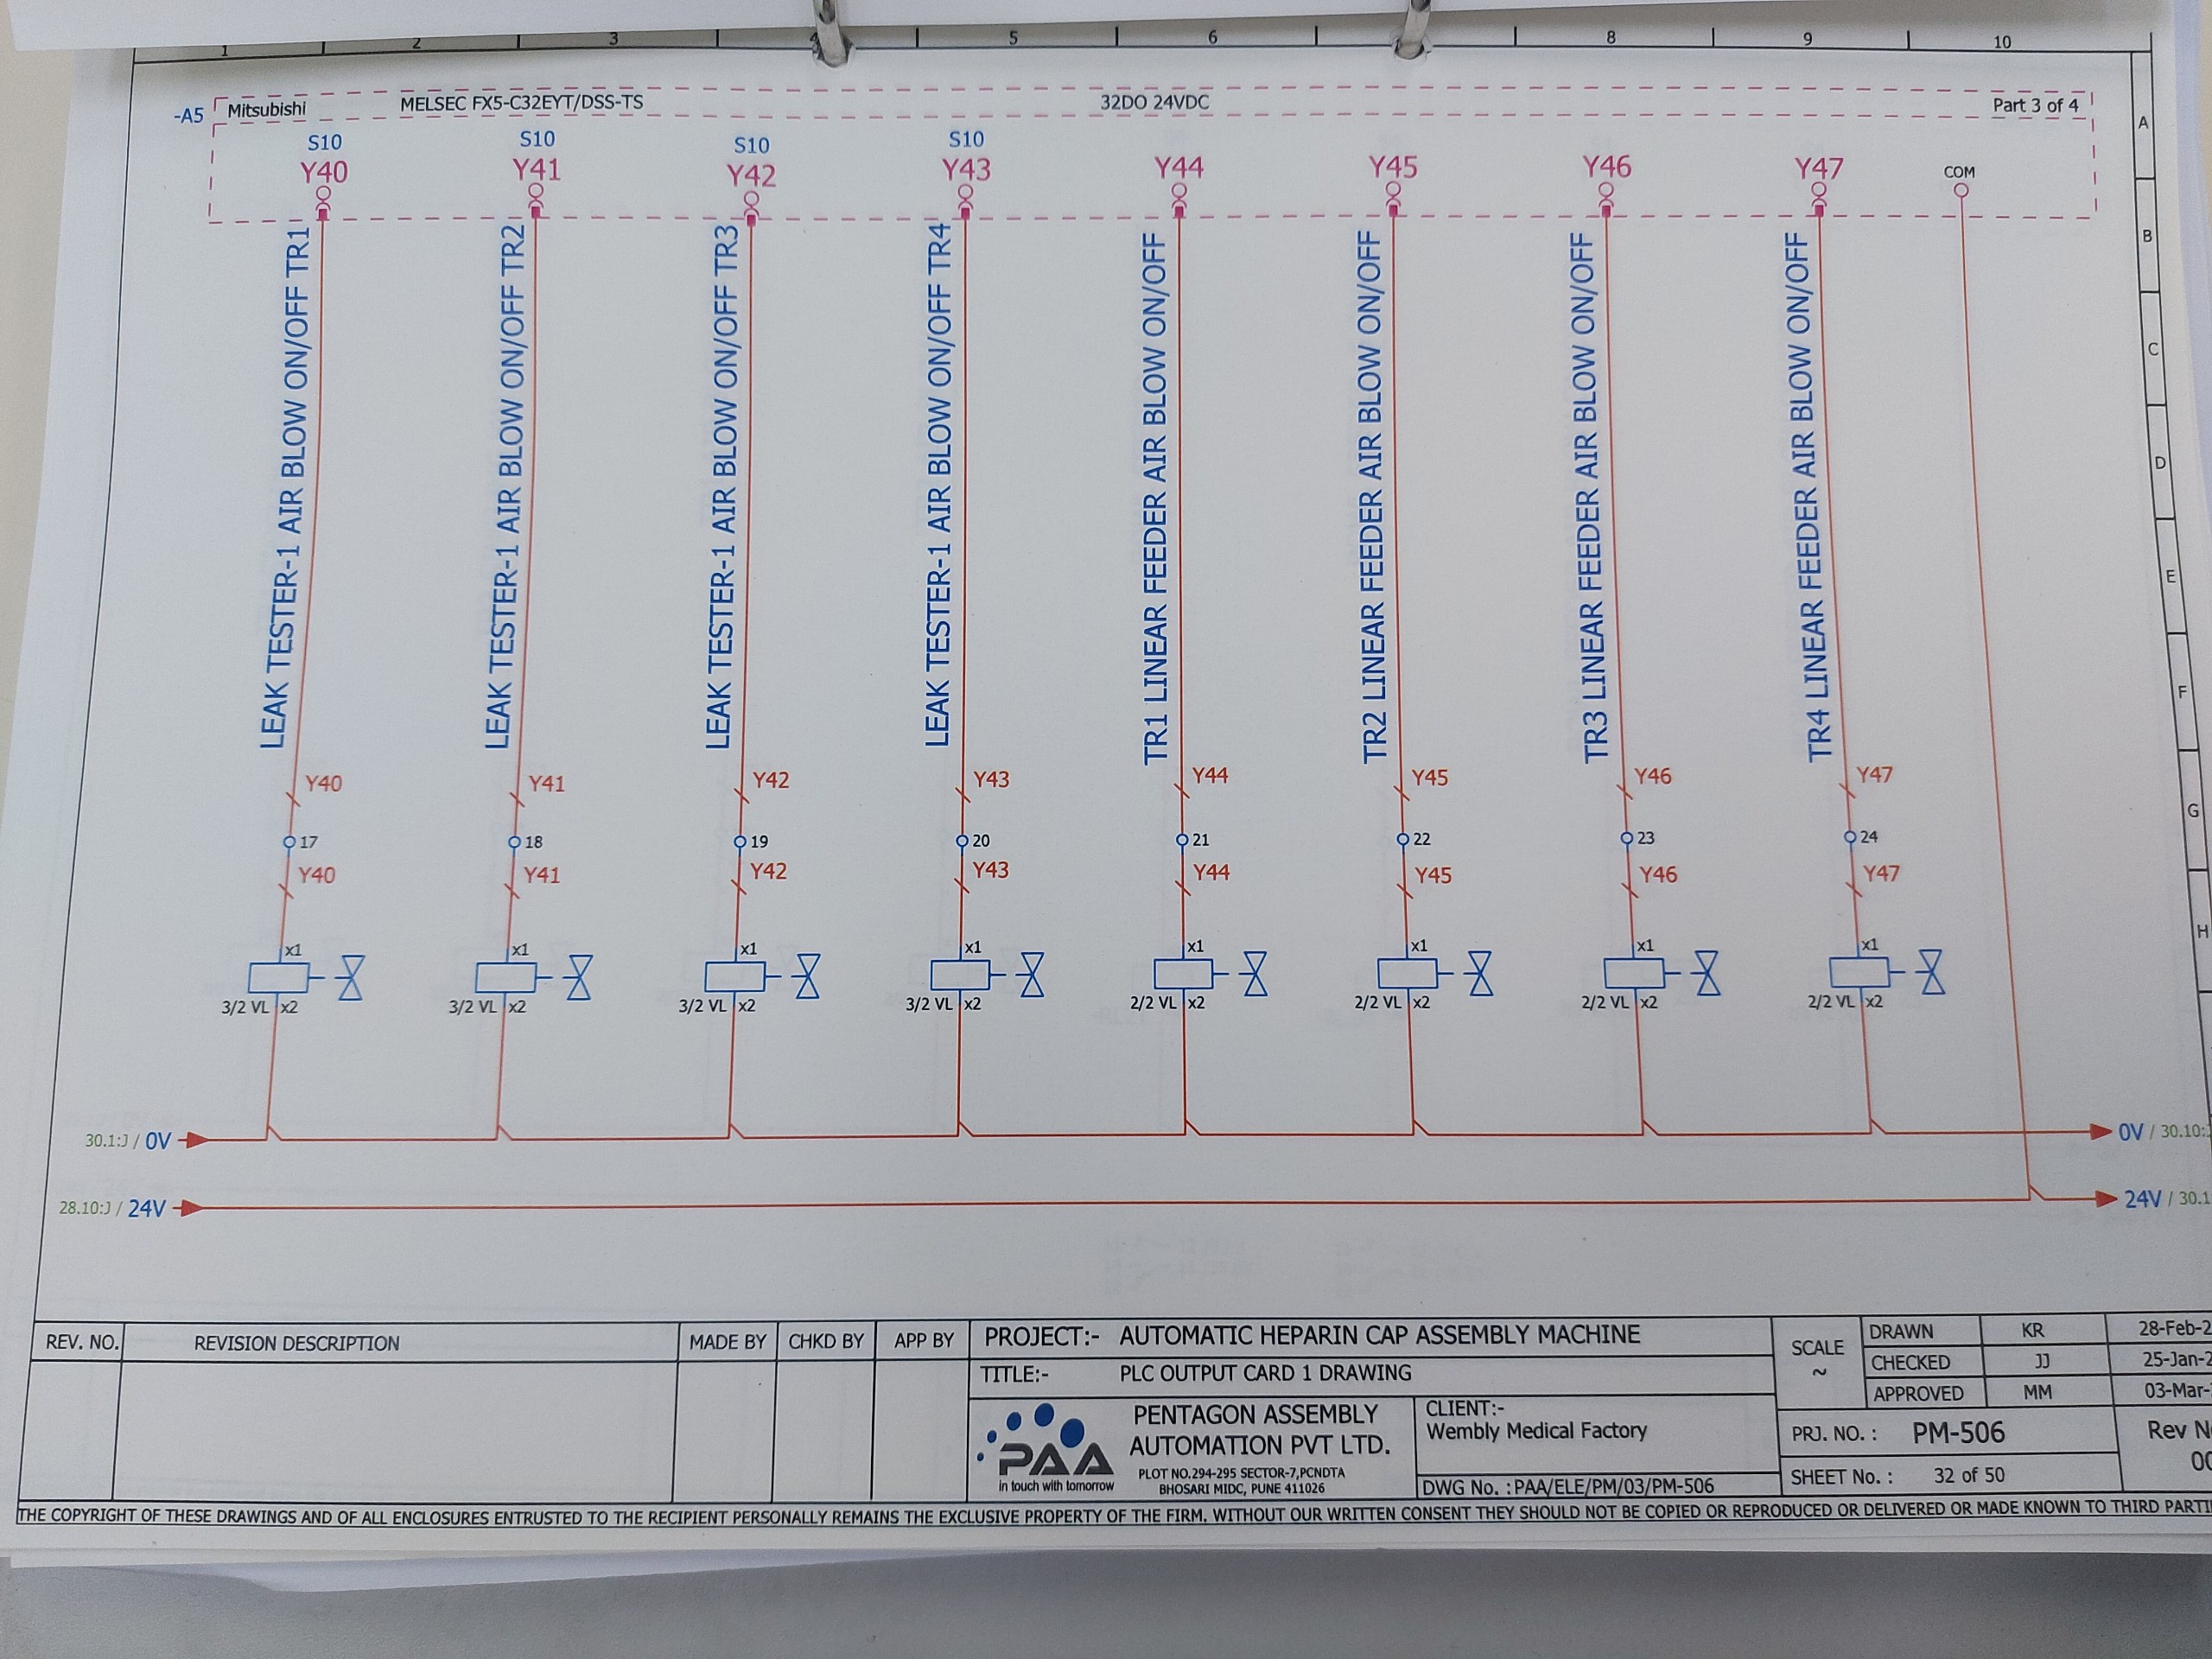 1 2 3 4 5 6 8 9 10
-A5 Mitsubishi MELSEC FX5-C32EYT/DSS-TS 32DO 24VDC Part 3 of 4
S10 S10 S10 S10
Y40 Y41 Y42 Y43 Y44 Y45 Y46 Y47 COM
LEAK TESTER-1 AIR BLOW ON/OFF TR1
LEAK TESTER-1 AIR BLOW ON/OFF TR2
LEAK TESTER-1 AIR BLOW ON/OFF TR3
LEAK TESTER-1 AIR BLOW ON/OFF TR4
TR1 LINEAR FEEDER AIR BLOW ON/OFF
TR2 LINEAR FEEDER AIR BLOW ON/OFF
TR3 LINEAR FEEDER AIR BLOW ON/OFF
TR4 LINEAR FEEDER AIR BLOW ON/OFF
A
B
C
D
E
F
G
H
Y40 Y41 Y42 Y43 Y44 Y45 Y46 Y47
17 18 19 20 21 22 23 24
Y40 Y41 Y42 Y43 Y44 Y45 Y46 Y47
x1 x1 x1 x1 x1 x1 x1 x1
3/2 VL x2 3/2 VL x2 3/2 VL x2 3/2 VL x2 2/2 VL x2 2/2 VL x2 2/2 VL x2 2/2 VL x2
30.1:J / 0V 0V / 30.10:
28.10:J / 24V 24V / 30.1
REV. NO. REVISION DESCRIPTION MADE BY CHKD BY APP BY
PROJECT:- AUTOMATIC HEPARIN CAP ASSEMBLY MACHINE
TITLE:- PLC OUTPUT CARD 1 DRAWING
PAA
in touch with tomorrow
PENTAGON ASSEMBLY
AUTOMATION PVT LTD.
PLOT NO.294-295 SECTOR-7,PCNDTA
BHOSARI MIDC, PUNE 411026
CLIENT:-
Wembly Medical Factory
DWG No. :PAA/ELE/PM/03/PM-506
SCALE
~
DRAWN KR 28-Feb-2
CHECKED JJ 25-Jan-2
APPROVED MM 03-Mar-
PRJ. NO. : PM-506
SHEET No. : 32 of 50
Rev N
00
THE COPYRIGHT OF THESE DRAWINGS AND OF ALL ENCLOSURES ENTRUSTED TO THE RECIPIENT PERSONALLY REMAINS THE EXCLUSIVE PROPERTY OF THE FIRM. WITHOUT OUR WRITTEN CONSENT THEY SHOULD NOT BE COPIED OR REPRODUCED OR DELIVERED OR MADE KNOWN TO THIRD PARTI